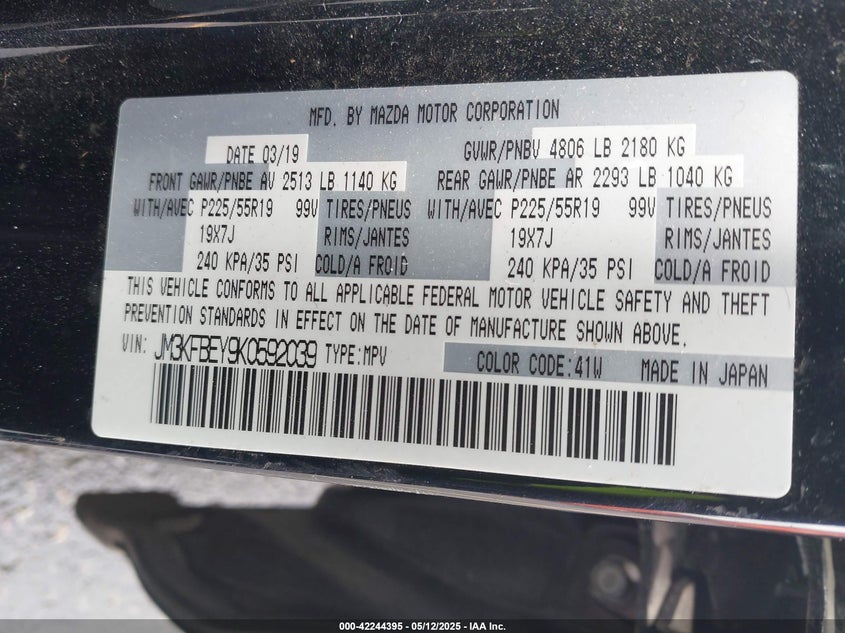 MFD. BY MAZDA MOTOR CORPORATION
DATE 03/19 GVWR/PNBV 4806 LB 2180 KG
FRONT GAWR/PNBE AV 2513 LB 1140 KG REAR GAWR/PNBE AR 2293 LB 1040 KG
WITH/AVEC P225/55R19 99V TIRES/PNEUS WITH/AVEC P225/55R19 99V TIRES/PNEUS
19X7J RIMS/JANTES 19X7J RIMS/JANTES
240 KPA/35 PSI COLD/A FROID 240 KPA/35 PSI COLD/A FROID
THIS VEHICLE CONFORMS TO ALL APPLICABLE FEDERAL MOTOR VEHICLE SAFETY AND THEFT
PREVENTION STANDARDS IN EFFECT ON THE DATE OF MANUFACTURE SHOWN ABOVE.
VIN: JM3KFBEY9K0592039 TYPE:MPV COLOR CODE:41W MADE IN JAPAN
000-42244395 - 05/12/2025 - IAA Inc.